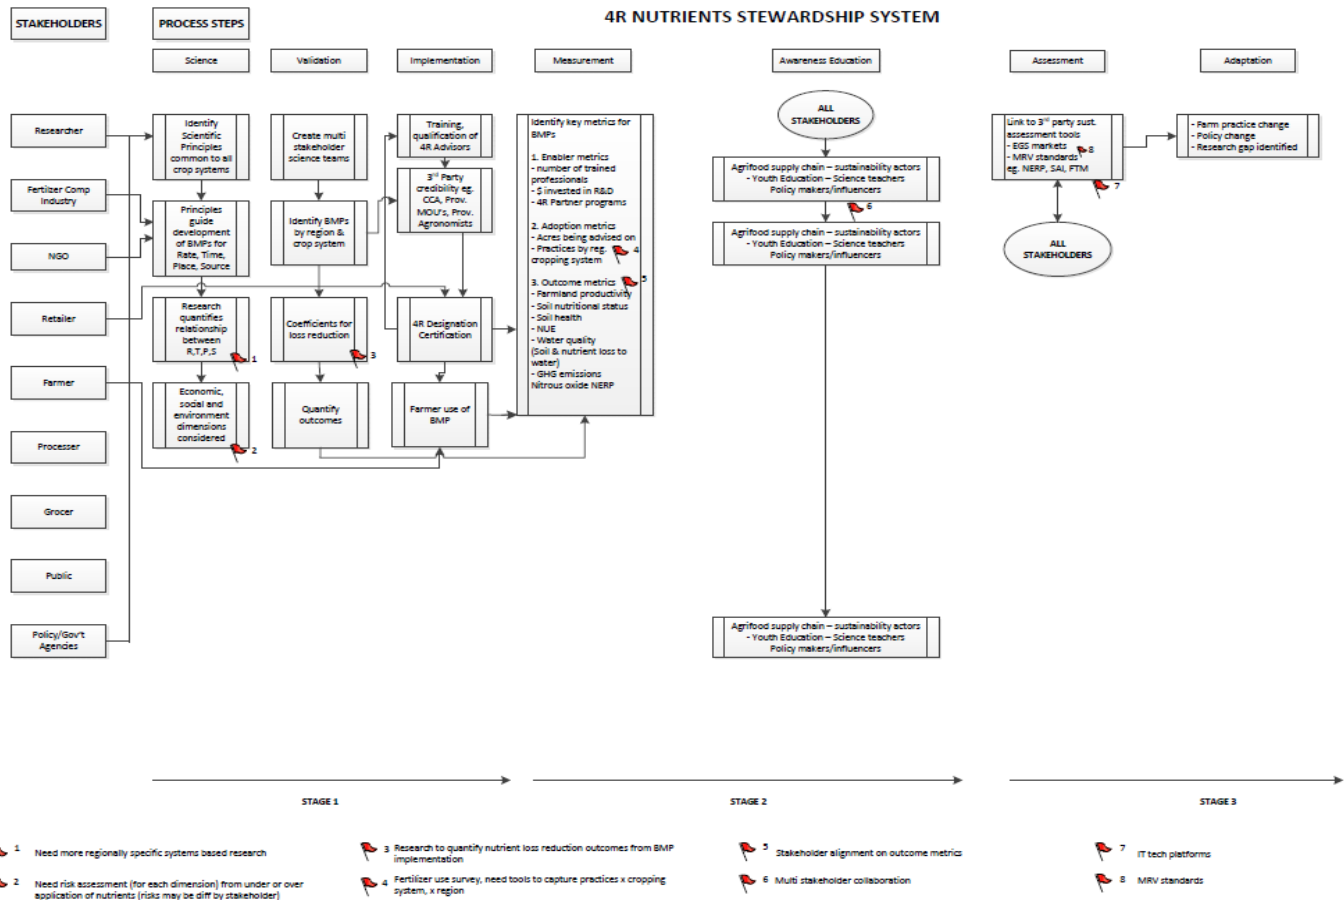 4R NUTRIENTS STEWARDSHIP SYSTEM
STAKEHOLDERS
PROCESS STEPS
Science
Validation
Implementation
Measurement
Awareness Education
Assessment
Adaptation
Researcher
Fertilzer Comp
Industry
NGO
Retailer
Farmer
Processer
Grocer
Public
Policy/Gov't
Agencies
Identify
Scientific
Principles
common to all
crop systems
Principles
guide
development
of BMPs for
Rate, Time,
Place, Source
Research
quantifies
relationship
between
R,T,P,S
1
Economic,
social and
environment
dimensions
considered
2
Create multi
stakeholder
science teams
Identify BMPs
by region &
crop system
Coefficients for
loss reduction
3
Quantify
outcomes
Training,
qualification of
4R Advisors
3rd Party
credibility eg.
CCA, Prov.
MOU's, Prov.
Agronomists
4R Designation
Certification
Farmer use of
BMP
Identify key metrics for
BMPs
1. Enabler metrics
- number of trained
professionals
- $ invested in R&D
- 4R Partner programs
2. Adoption metrics
- Acres being advised on
- Practices by reg.
cropping system
4
3. Outcome metrics
5
- Farmland productivity
- Soil nutritional status
- Soil health
- NUE
- Water quality
(Soil & nutrient loss to
water)
- GHG emissions
Nitrous oxide NERP
ALL
STAKEHOLDERS
Agrifood supply chain – sustainability actors
- Youth Education – Science teachers
Policy makers/influencers
6
Agrifood supply chain – sustainability actors
- Youth Education – Science teachers
Policy makers/influencers
Agrifood supply chain – sustainability actors
- Youth Education – Science teachers
Policy makers/influencers
Link to 3rd party sust.
assessment tools
- EGS markets
- MRV standards
eg. NERP, SAI, FTM
8
7
ALL
STAKEHOLDERS
- Farm practice change
- Policy change
- Research gap identified
STAGE 1
STAGE 2
STAGE 3
1 Need more regionally specific systems based research
2 Need risk assessment (for each dimension) from under or over
application of nutrients (risks may be diff by stakeholder)
3 Research to quantify nutrient loss reduction outcomes from BMP
implementation
4 Fertilizer use survey, need tools to capture practices x cropping
system, x region
5 Stakeholder alignment on outcome metrics
6 Multi stakeholder collaboration
7 IT tech platforms
8 MRV standards